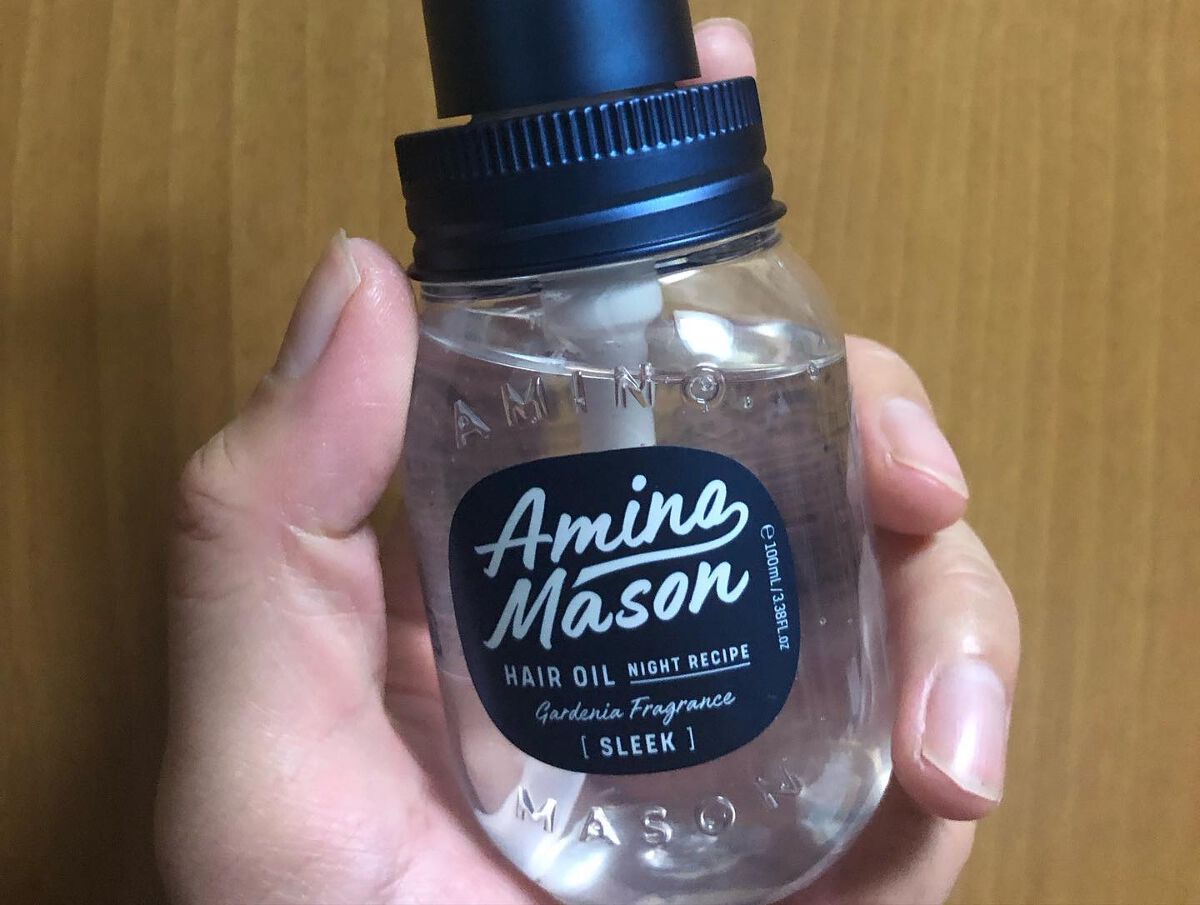 AMINO.
Amino
Mason
HAIR OIL NIGHT RECIPE
Gardenia Fragrance
[ SLEEK ]
℮100mL/3.38FL.oz
MASON